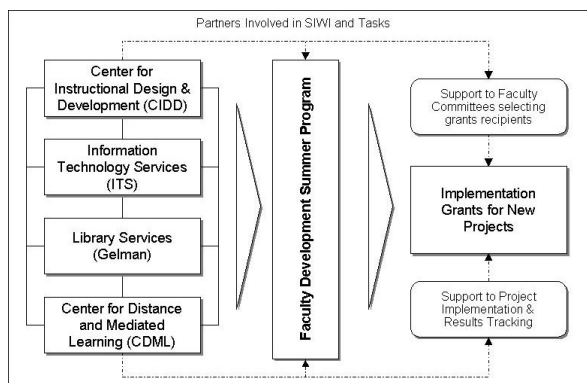 Partners Involved in SIWI and Tasks
Center for
Instructional Design &
Development (CIDD)
Information
Technology Services
(ITS)
Library Services
(Gelman)
Center for Distance
and Mediated
Learning (CDML)
Faculty Development Summer Program
Support to Faculty
Committees selecting
grants recipients
Implementation
Grants for New
Projects
Support to Project
Implementation &
Results Tracking